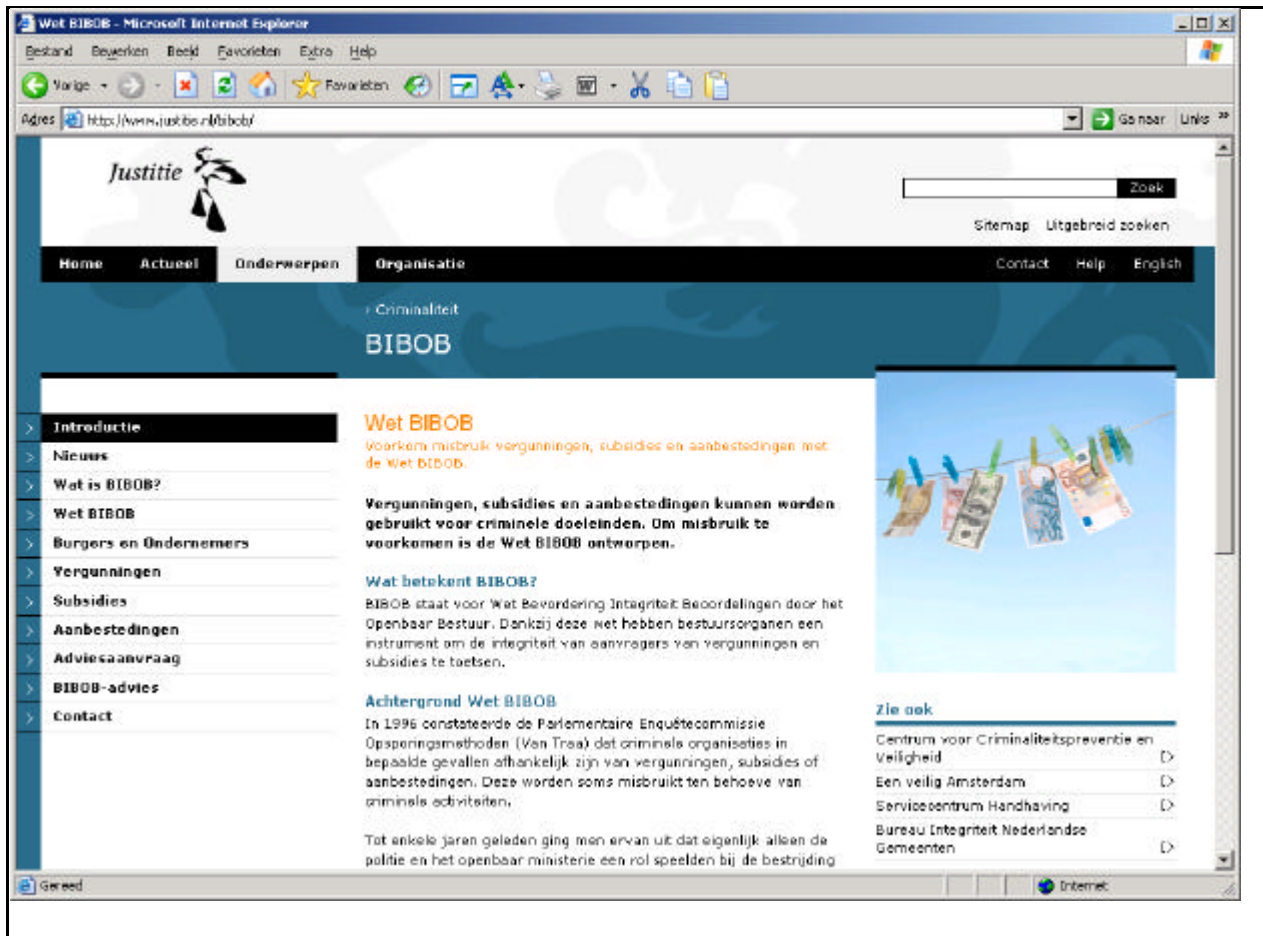 Wet BIBOB - Microsoft Internet Explorer
Bestand Bewerken Beeld Favorieten Extra Help
Vorige Favorieten
Adres http://www.justitie.nl/bibob/ Ga naar Links »
Justitie
Zoek
Sitemap Uitgebreid zoeken
Home Actueel Onderwerpen Organisatie Contact Help English
› Criminaliteit
BIBOB
Introductie
Nieuws
Wat is BIBOB?
Wet BIBOB
Burgers en Ondernemers
Vergunningen
Subsidies
Aanbestedingen
Adviesaanvraag
BIBOB-advies
Contact
Wet BIBOB
Voorkom misbruik vergunningen, subsidies en aanbestedingen met
de Wet BIBOB.
Vergunningen, subsidies en aanbestedingen kunnen worden
gebruikt voor criminele doeleinden. Om misbruik te
voorkomen is de Wet BIBOB ontworpen.
Wat betekent BIBOB?
BIBOB staat voor Wet Bevordering Integriteit Beoordelingen door het
Openbaar Bestuur. Dankzij deze wet hebben bestuursorganen een
instrument om de integriteit van aanvragers van vergunningen en
subsidies te toetsen.
Achtergrond Wet BIBOB
In 1996 constateerde de Parlementaire Enquêtecommissie
Opsporingsmethoden (Van Traa) dat criminele organisaties in
bepaalde gevallen afhankelijk zijn van vergunningen, subsidies of
aanbestedingen. Deze worden soms misbruikt ten behoeve van
criminele activiteiten.
Tot enkele jaren geleden ging men ervan uit dat eigenlijk alleen de
politie en het openbaar ministerie een rol speelden bij de bestrijding
Zie ook
Centrum voor Criminaliteitspreventie en
Veiligheid
Een veilig Amsterdam
Servicecentrum Handhaving
Bureau Integriteit Nederlandse
Gemeenten
Gereed Internet